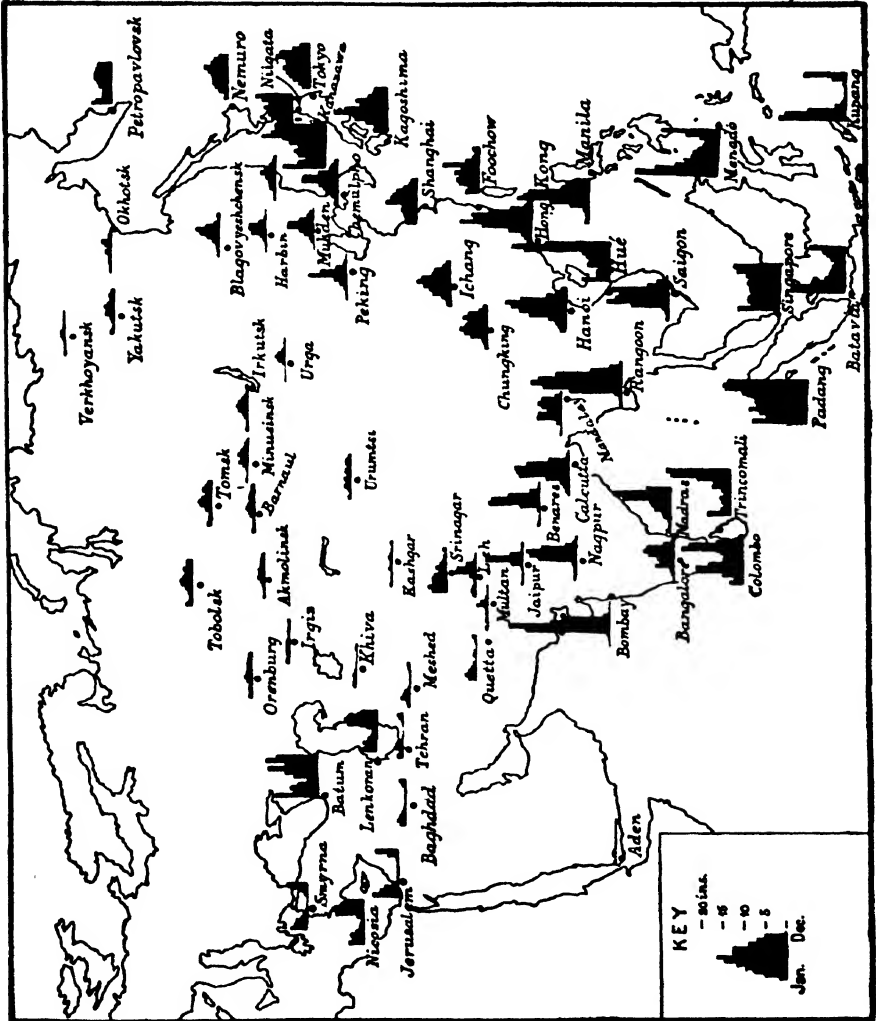 Verkhoyansk
Yakutsk
Okhotsk
Petropavlovsk
Tobolsk
Tomsk
Blagovyeshchensk
Nemuro
Orenburg
Akmolinsk
Barnaul
Minusinsk
Irkutsk
Harbin
Niigata
Irgis
Urga
Mukden
Tokyo
Kanazawa
Smyrna
Batum
Khiva
Urumtsi
Peking
Chemulpho
Nicosia
Lenkoran
Kashgar
Kagoshima
Jerusalem
Baghdad
Tehran
Meshed
Srinagar
Shanghai
Quetta
Leh
Ichang
Multan
Chungking
Foochow
Jaipur
Benares
Hong Kong
Nagpur
Calcutta
Mandalay
Hanoi
Manila
Bombay
Rangoon
Hué
Aden
Bangalore
Madras
Saigon
Colombo
Trincomali
Menado
Padang
Singapore
Batavia
Kupang
KEY
20 ins.
15
10
5
Jan. Dec.